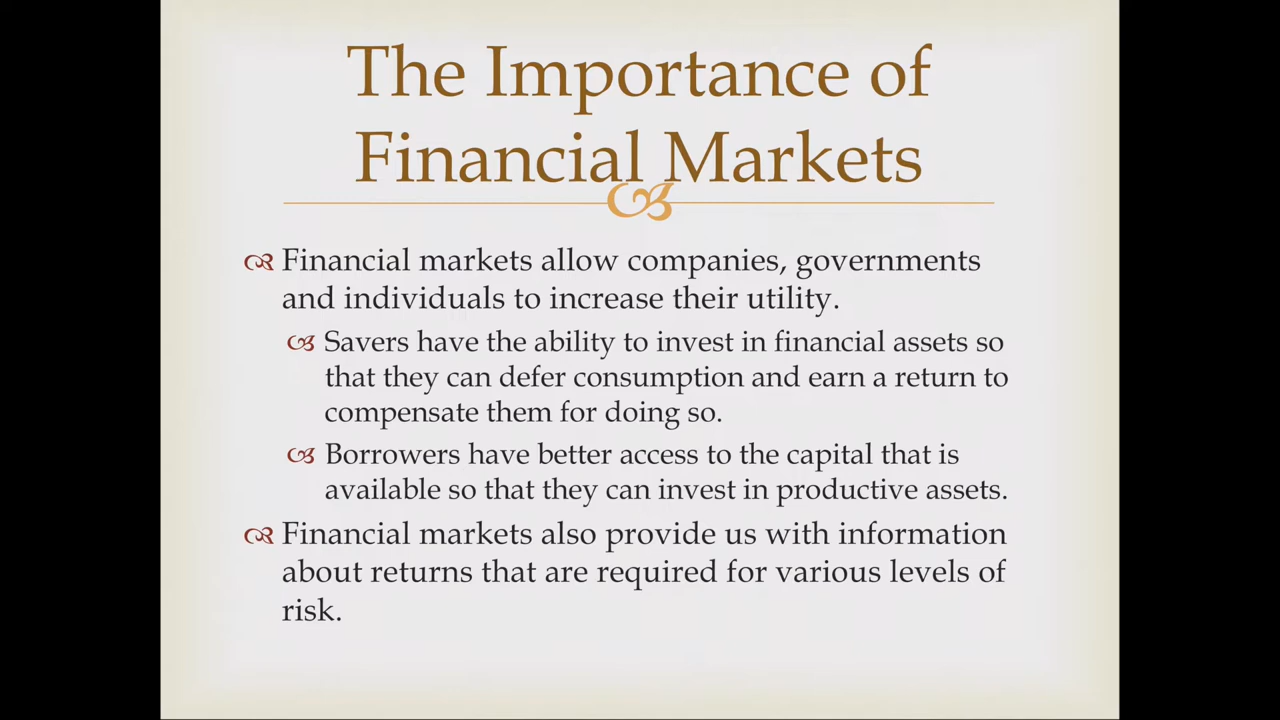 The Importance of
Financial Markets
Financial markets allow companies, governments
and individuals to increase their utility.
Savers have the ability to invest in financial assets so
that they can defer consumption and earn a return to
compensate them for doing so.
Borrowers have better access to the capital that is
available so that they can invest in productive assets.
Financial markets also provide us with information
about returns that are required for various levels of
risk.